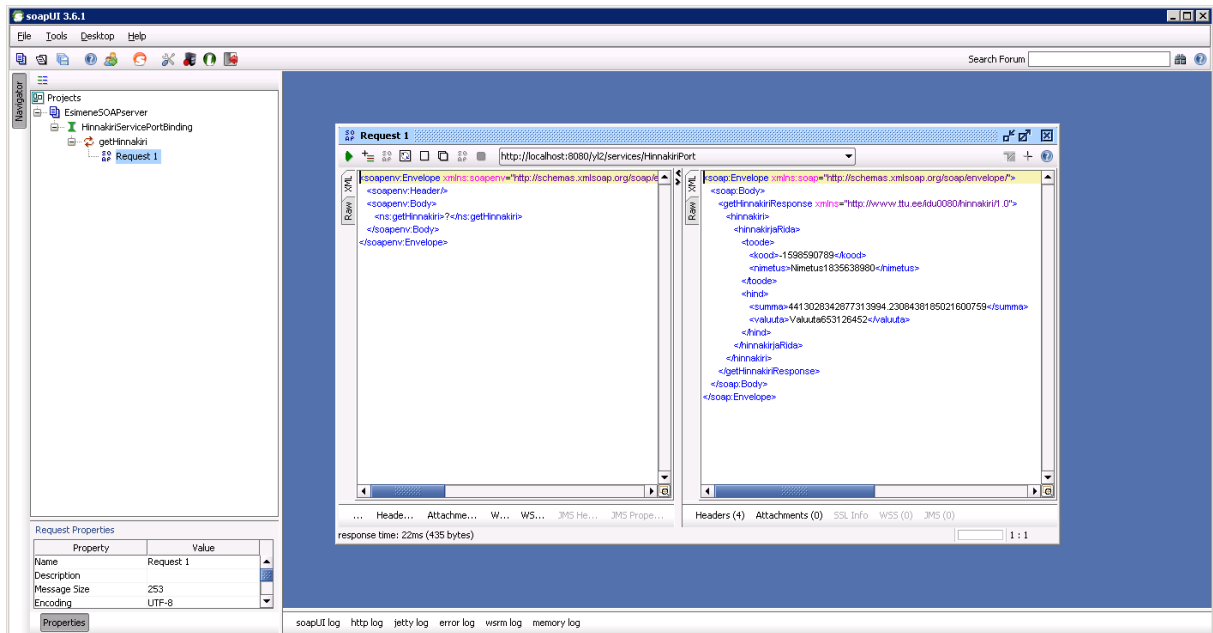 soapUI 3.6.1
File Tools Desktop Help
Search Forum
Navigator
Projects
EsimeneSOAPserver
HinnakiriServicePortBinding
getHinnakiri
Request 1
Request 1
http://localhost:8080/yl2/services/HinnakiriPort
XML
Raw
<soapenv:Envelope xmlns:soapenv="http://schemas.xmlsoap.org/soap/e
<soapenv:Header/>
<soapenv:Body>
<ns:getHinnakiri>?</ns:getHinnakiri>
</soapenv:Body>
</soapenv:Envelope>
XML
Raw
<soap:Envelope xmlns:soap="http://schemas.xmlsoap.org/soap/envelope/">
<soap:Body>
<getHinnakiriResponse xmlns="http://www.ttu.ee/idu0080/hinnakiri/1.0">
<hinnakiri>
<hinnakirjaRida>
<toode>
<kood>-1598590789</kood>
<nimetus>Nimetus1835638980</nimetus>
</toode>
<hind>
<summa>4413028342877313994.2308438185021600759</summa>
<valuuta>Valuuta653126452</valuuta>
</hind>
</hinnakirjaRida>
</hinnakiri>
</getHinnakiriResponse>
</soap:Body>
</soap:Envelope>
... Heade... Attachme... W... WS... JMS He... JMS Prope...
Headers (4) Attachments (0) SSL Info WSS (0) JMS (0)
response time: 22ms (435 bytes)
1 : 1
Request Properties
Property Value
Name Request 1
Description
Message Size 253
Encoding UTF-8
Properties
soapUI log http log jetty log error log wsrm log memory log